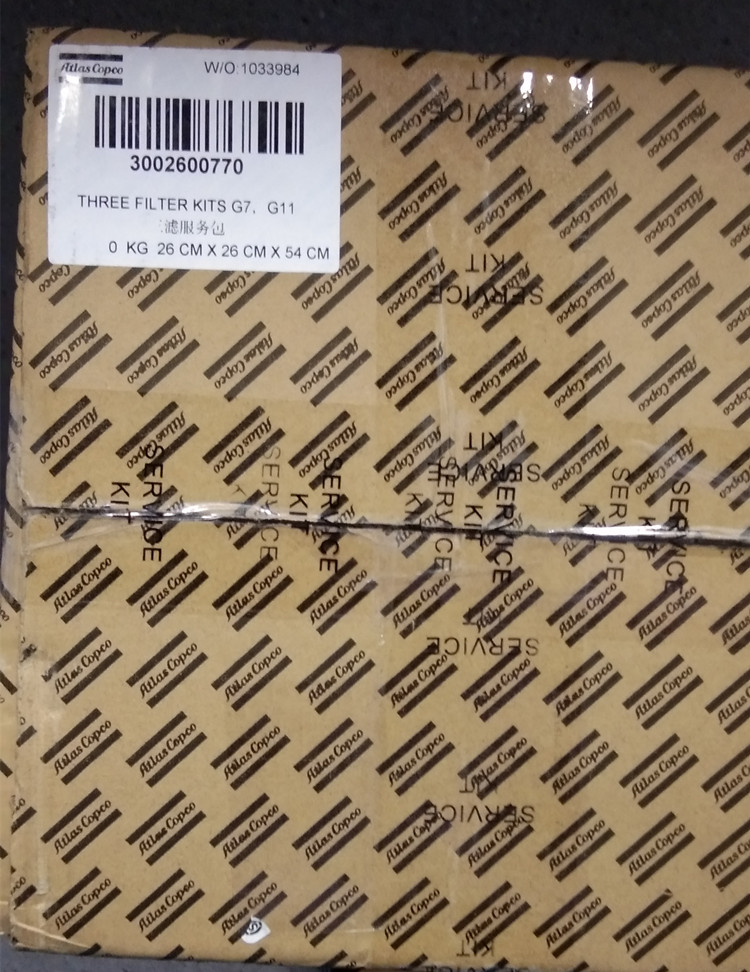 Atlas Copco
W/O:1033984
3002600770
THREE FILTER KITS G7, G11
滤服务包
0 KG 26 CM X 26 CM X 54 CM
Atlas Copco
SERVICE
KIT